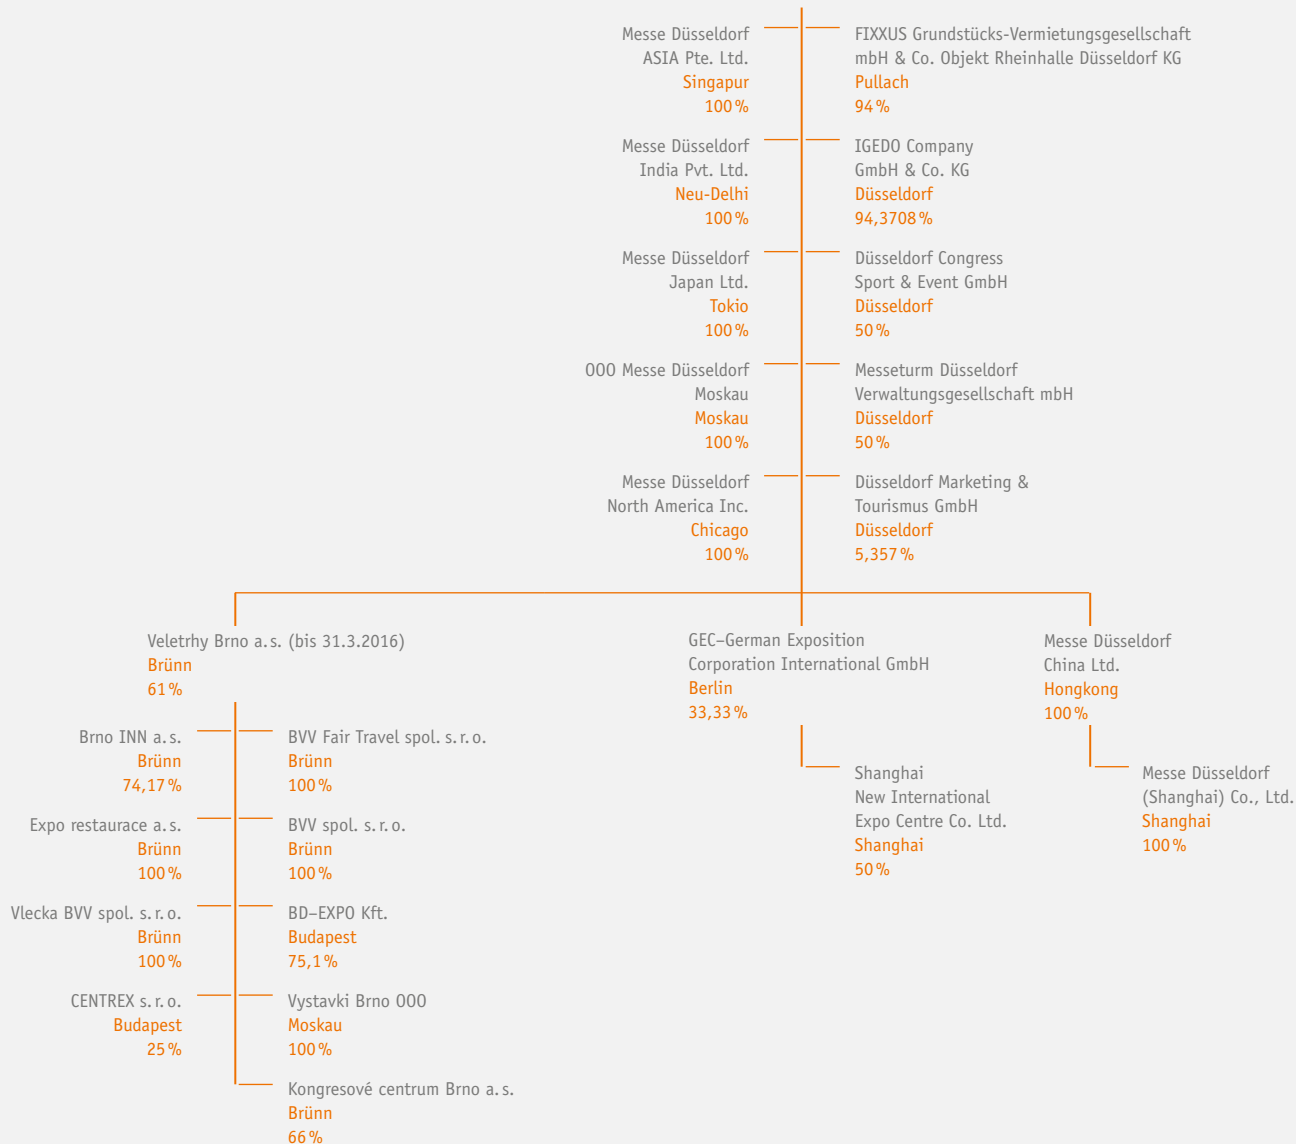 Messe Düsseldorf
ASIA Pte. Ltd.
Singapur
100 %
FIXXUS Grundstücks-Vermietungsgesellschaft
mbH & Co. Objekt Rheinhalle Düsseldorf KG
Pullach
94 %
Messe Düsseldorf
India Pvt. Ltd.
Neu-Delhi
100 %
IGEDO Company
GmbH & Co. KG
Düsseldorf
94,3708 %
Messe Düsseldorf
Japan Ltd.
Tokio
100 %
Düsseldorf Congress
Sport & Event GmbH
Düsseldorf
50 %
OOO Messe Düsseldorf
Moskau
Moskau
100 %
Messeturm Düsseldorf
Verwaltungsgesellschaft mbH
Düsseldorf
50 %
Messe Düsseldorf
North America Inc.
Chicago
100 %
Düsseldorf Marketing &
Tourismus GmbH
Düsseldorf
5,357 %
Veletrhy Brno a. s. (bis 31.3.2016)
Brünn
61 %
GEC–German Exposition
Corporation International GmbH
Berlin
33,33 %
Messe Düsseldorf
China Ltd.
Hongkong
100 %
Brno INN a. s.
Brünn
74,17 %
BVV Fair Travel spol. s. r. o.
Brünn
100 %
Shanghai
New International
Expo Centre Co. Ltd.
Shanghai
50 %
Messe Düsseldorf
(Shanghai) Co., Ltd.
Shanghai
100 %
Expo restaurace a. s.
Brünn
100 %
BVV spol. s. r. o.
Brünn
100 %
Vlecka BVV spol. s. r. o.
Brünn
100 %
BD–EXPO Kft.
Budapest
75,1 %
CENTREX s. r. o.
Budapest
25 %
Vystavki Brno OOO
Moskau
100 %
Kongresové centrum Brno a. s.
Brünn
66 %